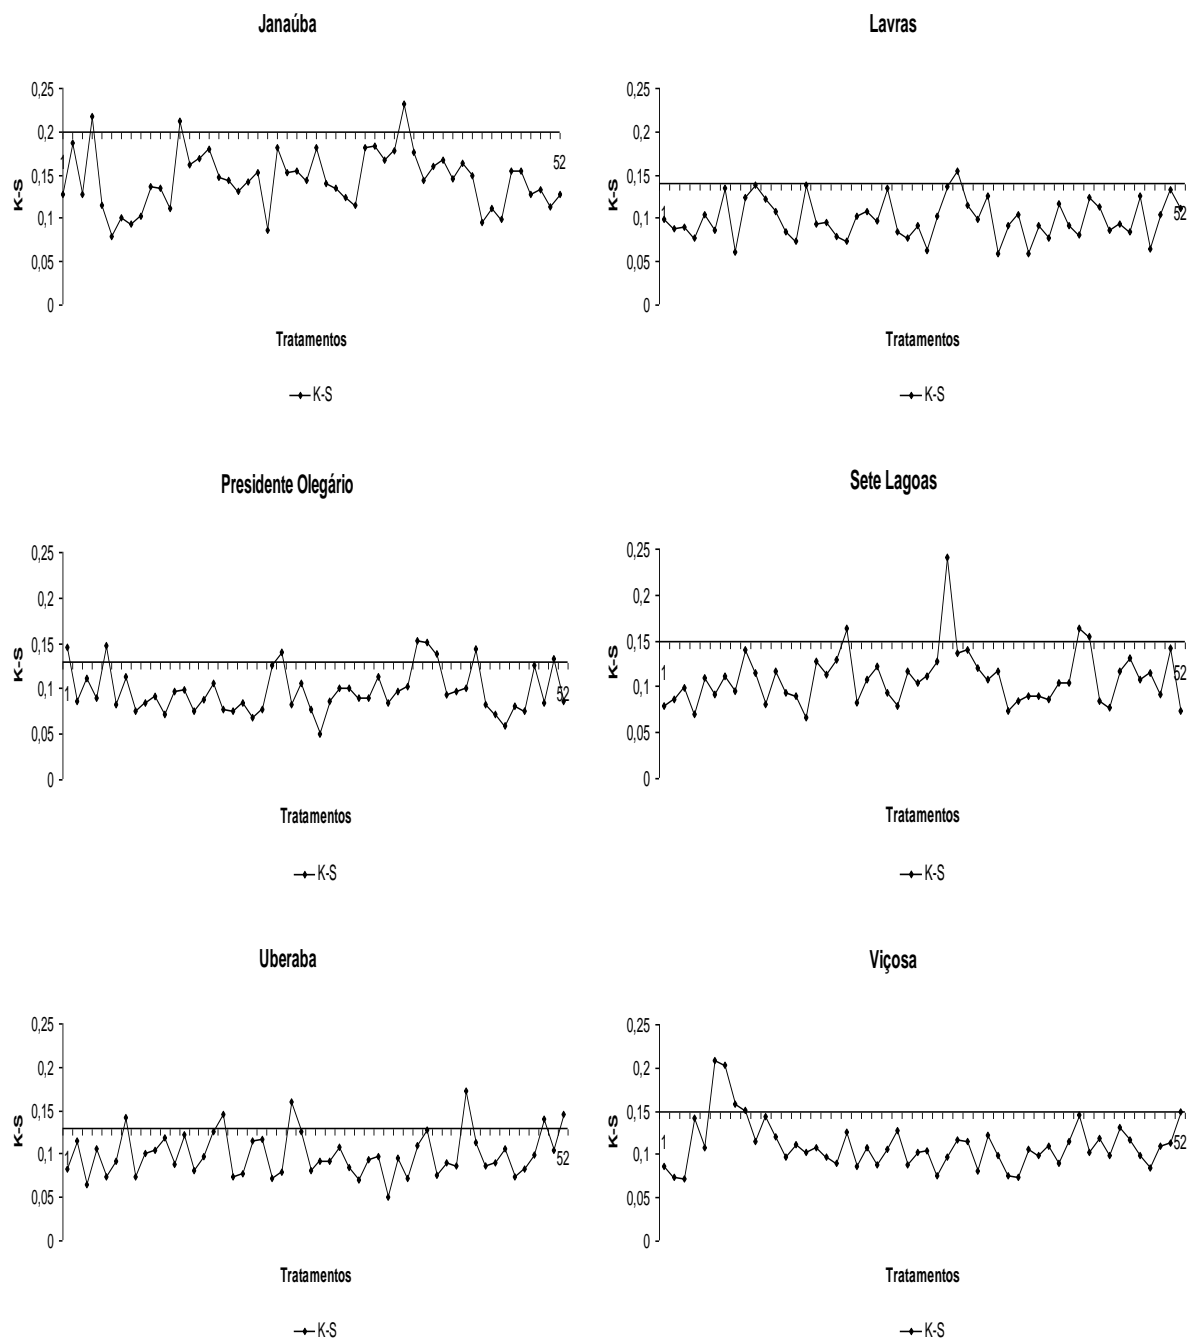 Janaúba
0,25
0,2
0,15
0,1
0,05
0
K-S
1
52
Tratamentos
K-S
Lavras
0,25
0,2
0,15
0,1
0,05
0
K-S
1
52
Tratamentos
K-S
Presidente Olegário
0,25
0,2
0,15
0,1
0,05
0
K-S
1
52
Tratamentos
K-S
Sete Lagoas
0,25
0,2
0,15
0,1
0,05
0
K-S
1
52
Tratamentos
K-S
Uberaba
0,25
0,2
0,15
0,1
0,05
0
K-S
1
52
Tratamentos
K-S
Viçosa
0,25
0,2
0,15
0,1
0,05
0
K-S
1
52
Tratamentos
K-S